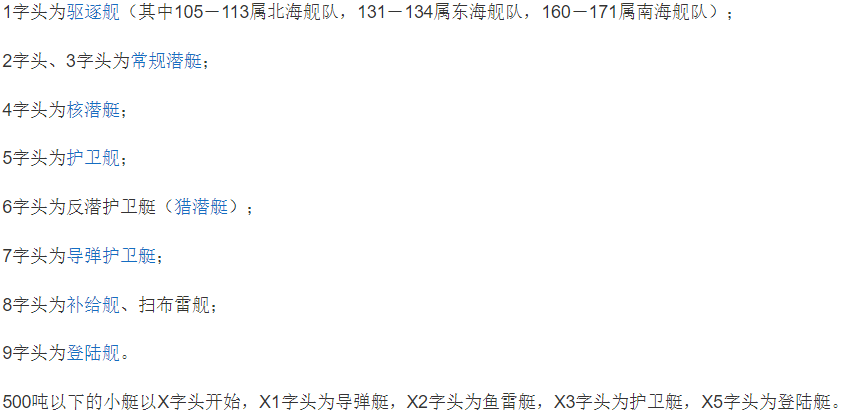 1字头为驱逐舰（其中105－113属北海舰队，131－134属东海舰队，160－171属南海舰队）；
2字头、3字头为常规潜艇；
4字头为核潜艇；
5字头为护卫舰；
6字头为反潜护卫艇（猎潜艇）；
7字头为导弹护卫艇；
8字头为补给舰、扫布雷舰；
9字头为登陆舰。
500吨以下的小艇以X字头开始，X1字头为导弹艇，X2字头为鱼雷艇，X3字头为护卫艇，X5字头为登陆艇。